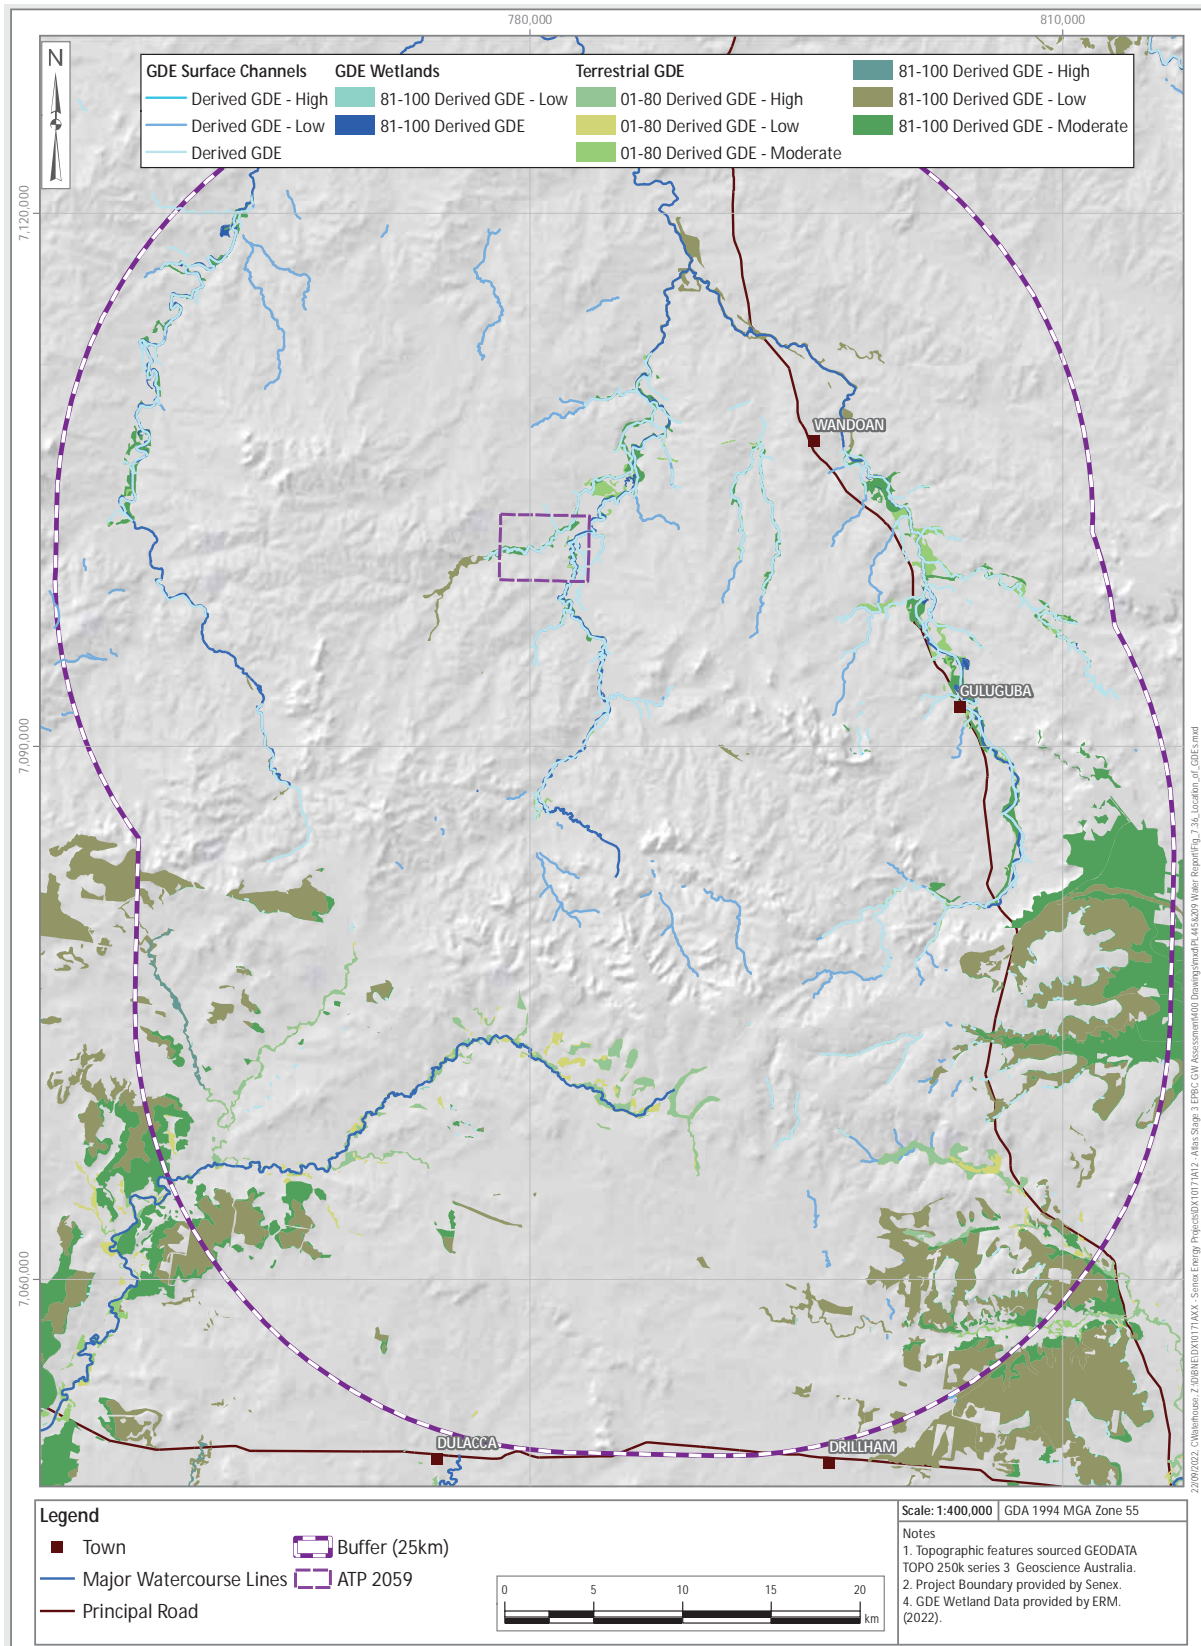 780,000
810,000
N
GDE Surface Channels
Derived GDE - High
Derived GDE - Low
Derived GDE
GDE Wetlands
81-100 Derived GDE - Low
81-100 Derived GDE
Terrestrial GDE
01-80 Derived GDE - High
01-80 Derived GDE - Low
01-80 Derived GDE - Moderate
81-100 Derived GDE - High
81-100 Derived GDE - Low
81-100 Derived GDE - Moderate
7,120,000
7,090,000
7,060,000
WANDOAN
GULUGUBA
DULACCA
DRILLHAM
Legend
Town
Major Watercourse Lines
Principal Road
Buffer (25km)
ATP 2059
0 5 10 15 20
km
Scale: 1:400,000
GDA 1994 MGA Zone 55
Notes
1. Topographic features sourced GEODATA
TOPO 250k series 3 Geoscience Australia.
2. Project Boundary provided by Senex.
4. GDE Wetland Data provided by ERM.
(2022).